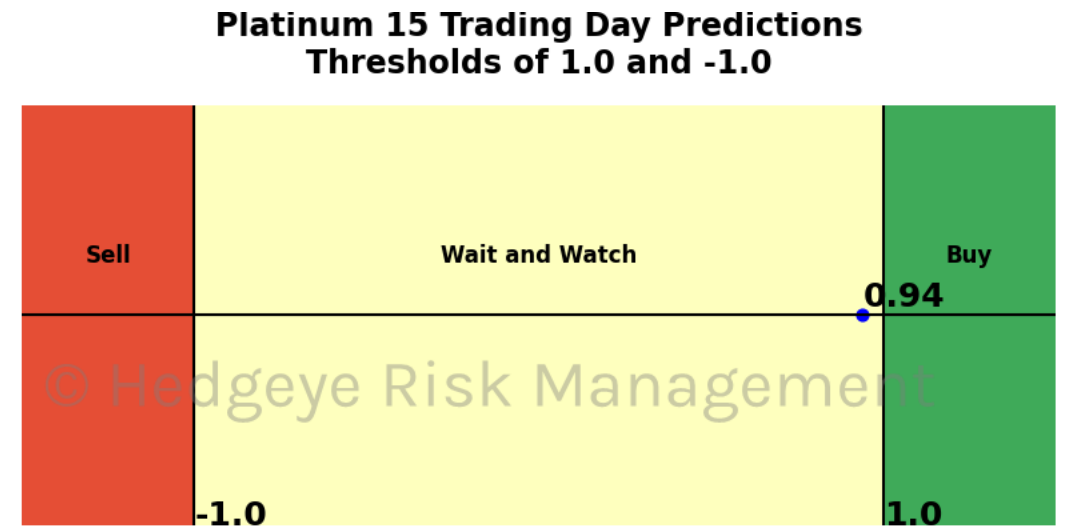 Platinum 15 Trading Day Predictions
Thresholds of 1.0 and -1.0
Sell
Wait and Watch
Buy
0.94
© Hedgeye Risk Management
-1.0
1.0